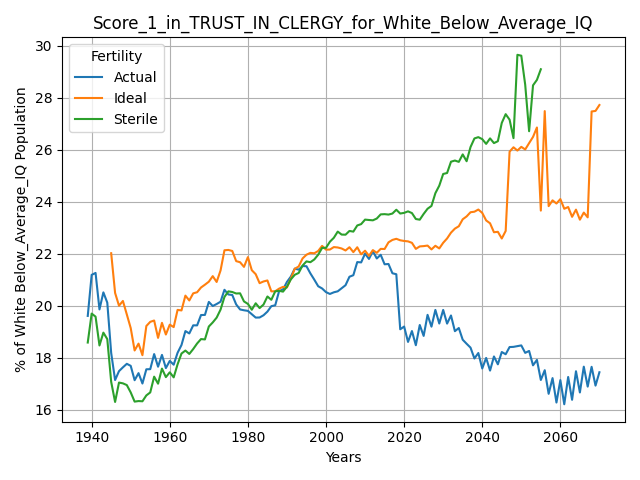 Score_1_in_TRUST_IN_CLERGY_for_White_Below_Average_IQ
Fertility
Actual
Ideal
Sterile
% of White Below_Average_IQ Population
30
28
26
24
22
20
18
16
1940 1960 1980 2000 2020 2040 2060
Years